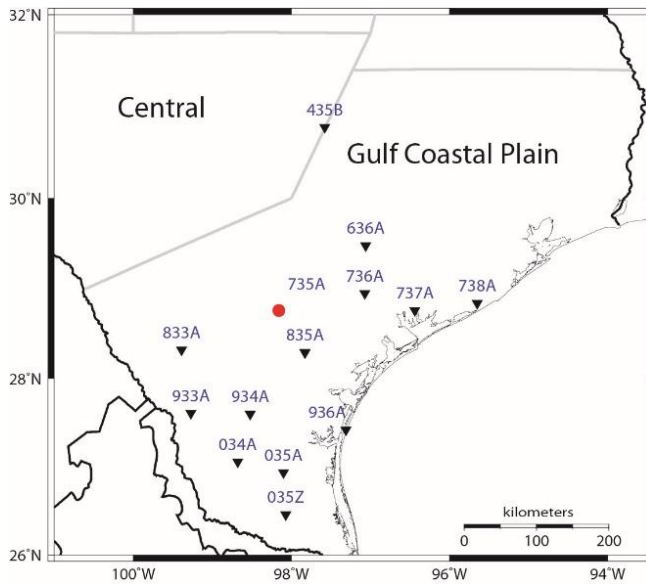 32°N
Central
435B
Gulf Coastal Plain
30°N
636A
735A
736A
737A
738A
833A
835A
28°N
933A
934A
936A
034A
035A
035Z
kilometers
0 100 200
26°N
100°W 98°W 96°W 94°W